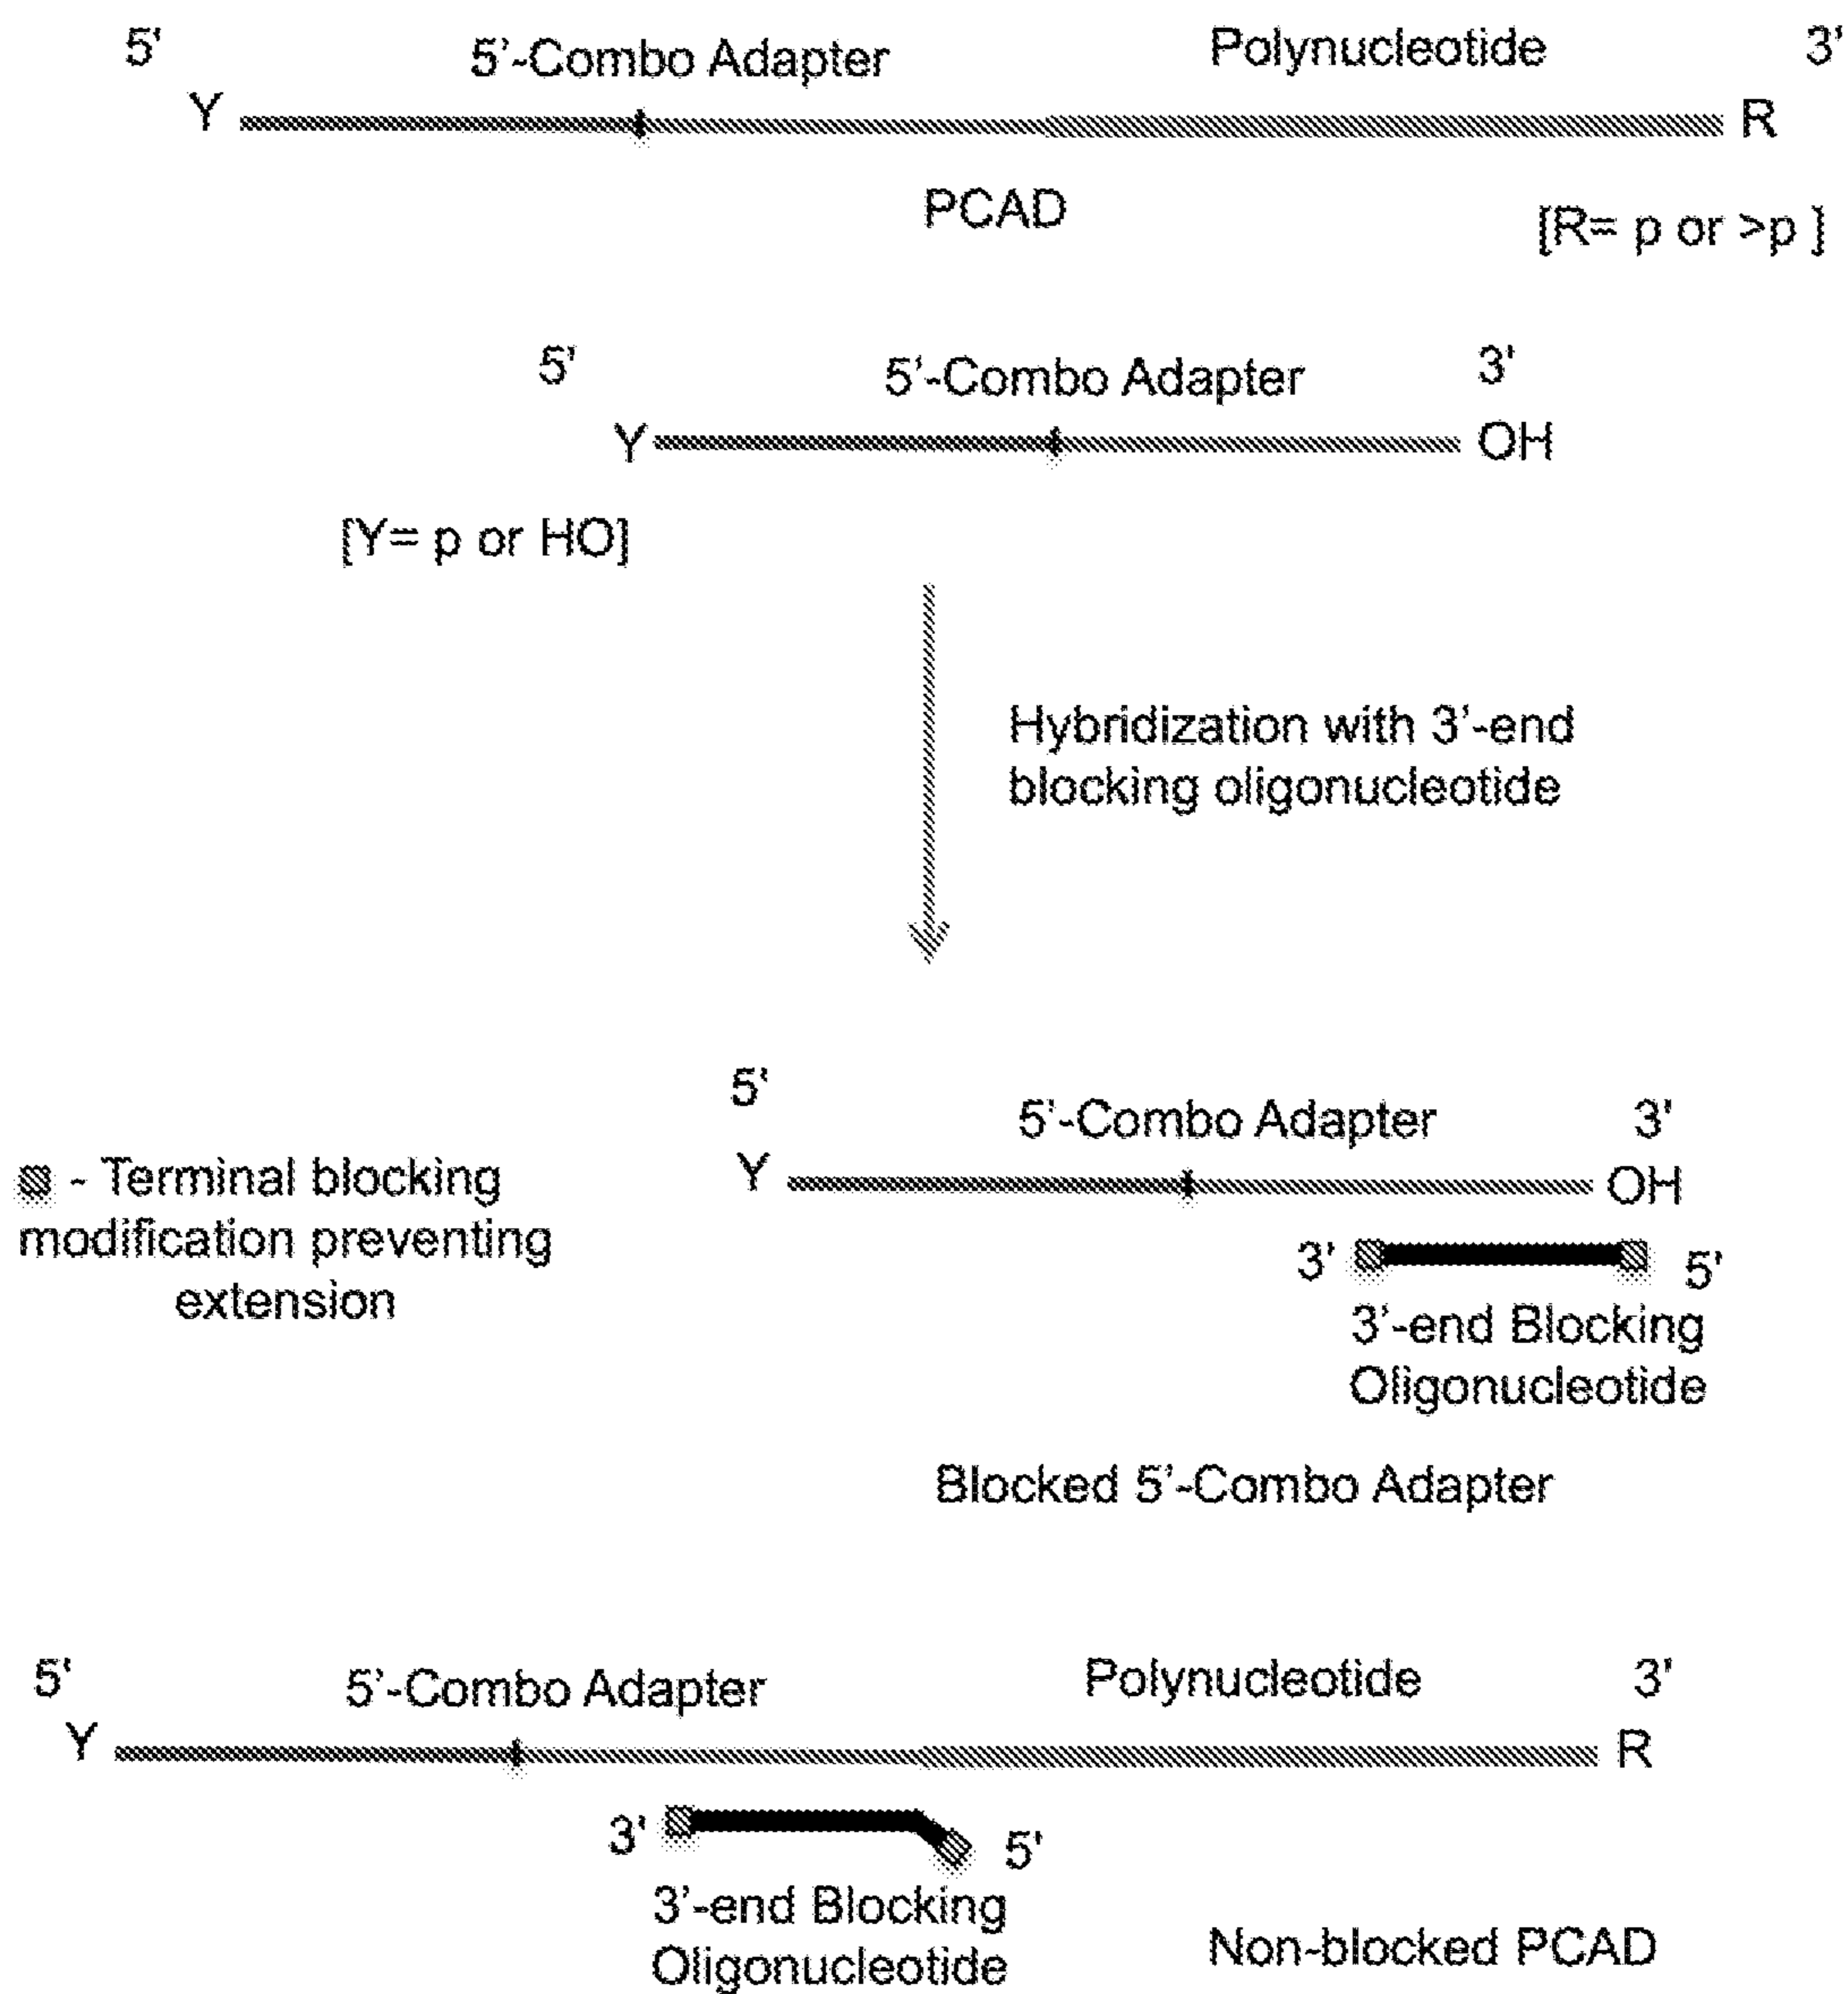 5' 5'-Combo Adapter Polynucleotide 3'
Y R
PCAD
[R= p or >p ]
5' 5'-Combo Adapter 3'
Y OH
[Y= p or HO]
Hybridization with 3'-end
blocking oligonucleotide
5' 5'-Combo Adapter 3'
Y OH
- Terminal blocking
modification preventing
extension
3' 5'
3'-end Blocking
Oligonucleotide
Blocked 5'-Combo Adapter
5' 5'-Combo Adapter Polynucleotide 3'
Y R
3' 5'
3'-end Blocking
Oligonucleotide
Non-blocked PCAD